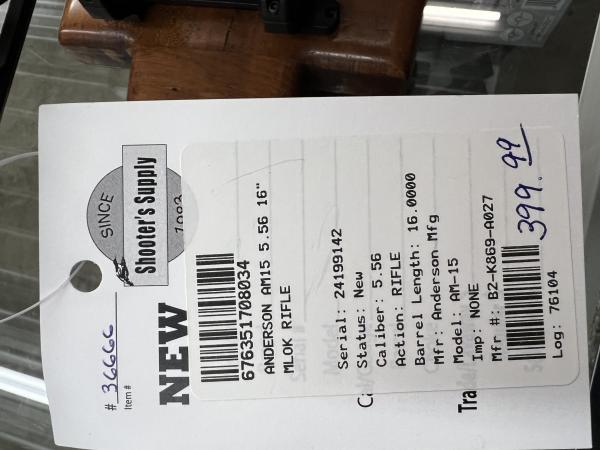 SINCE
Shooter's Supply
1982
# 36666
Item #
NEW
676351708034
ANDERSON AM15 5.56 16"
MLOK RIFLE
Serial: 24199142
Status: New
Caliber: 5.56
Action: RIFLE
Barrel Length: 16.0000
Mfr: Anderson Mfg
Model: AM-15
Imp: NONE
Mfr #: B2-K869-A027
399.99
Log: 76104